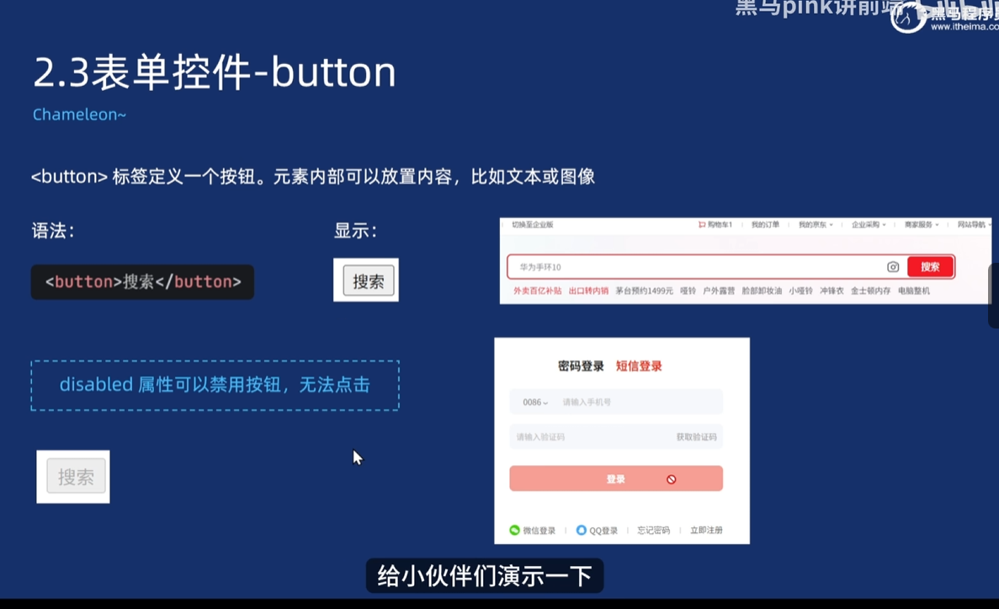 黑马pink讲前端
黑马程序员
www.itheima.co
2.3表单控件-button
Chameleon~
<button> 标签定义一个按钮。元素内部可以放置内容，比如文本或图像
语法：
显示：
<button>搜索</button>
搜索
切换至企业版 购物车1 我的订单 我的京东 企业采购 商家服务 网站导航
华为手环10 搜索
外卖百亿补贴 出口转内销 茅台预约1499元 哑铃 户外露营 脸部卸妆油 小哑铃 冲锋衣 金士顿内存 电脑整机
disabled 属性可以禁用按钮，无法点击
搜索
密码登录 短信登录
0086 请输入手机号
请输入验证码 获取验证码
登录
微信登录 QQ登录 忘记密码 立即注册
给小伙伴们演示一下